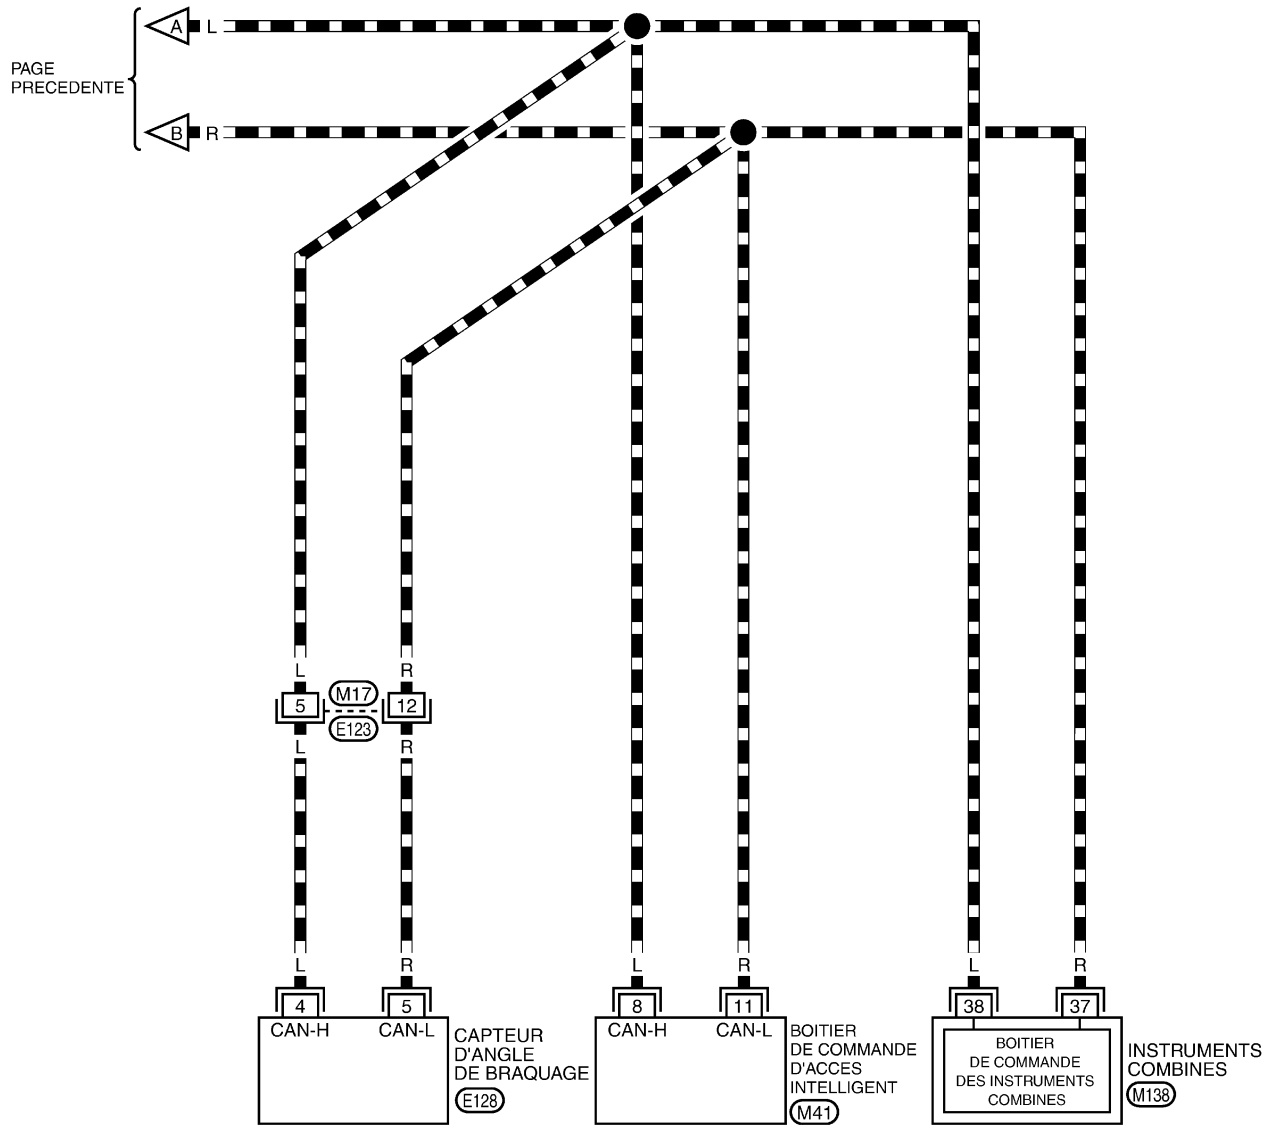 A L
PAGE
PRECEDENTE
B R
L R
5 M17 12
E123
L R
L R L R L R
4 5 8 11 38 37
CAN-H CAN-L
CAPTEUR
D'ANGLE
DE BRAQUAGE
E128
CAN-H CAN-L
BOITIER
DE COMMANDE
D'ACCES
INTELLIGENT
M41
BOITIER
DE COMMANDE
DES INSTRUMENTS
COMBINES
INSTRUMENTS
COMBINES
M138